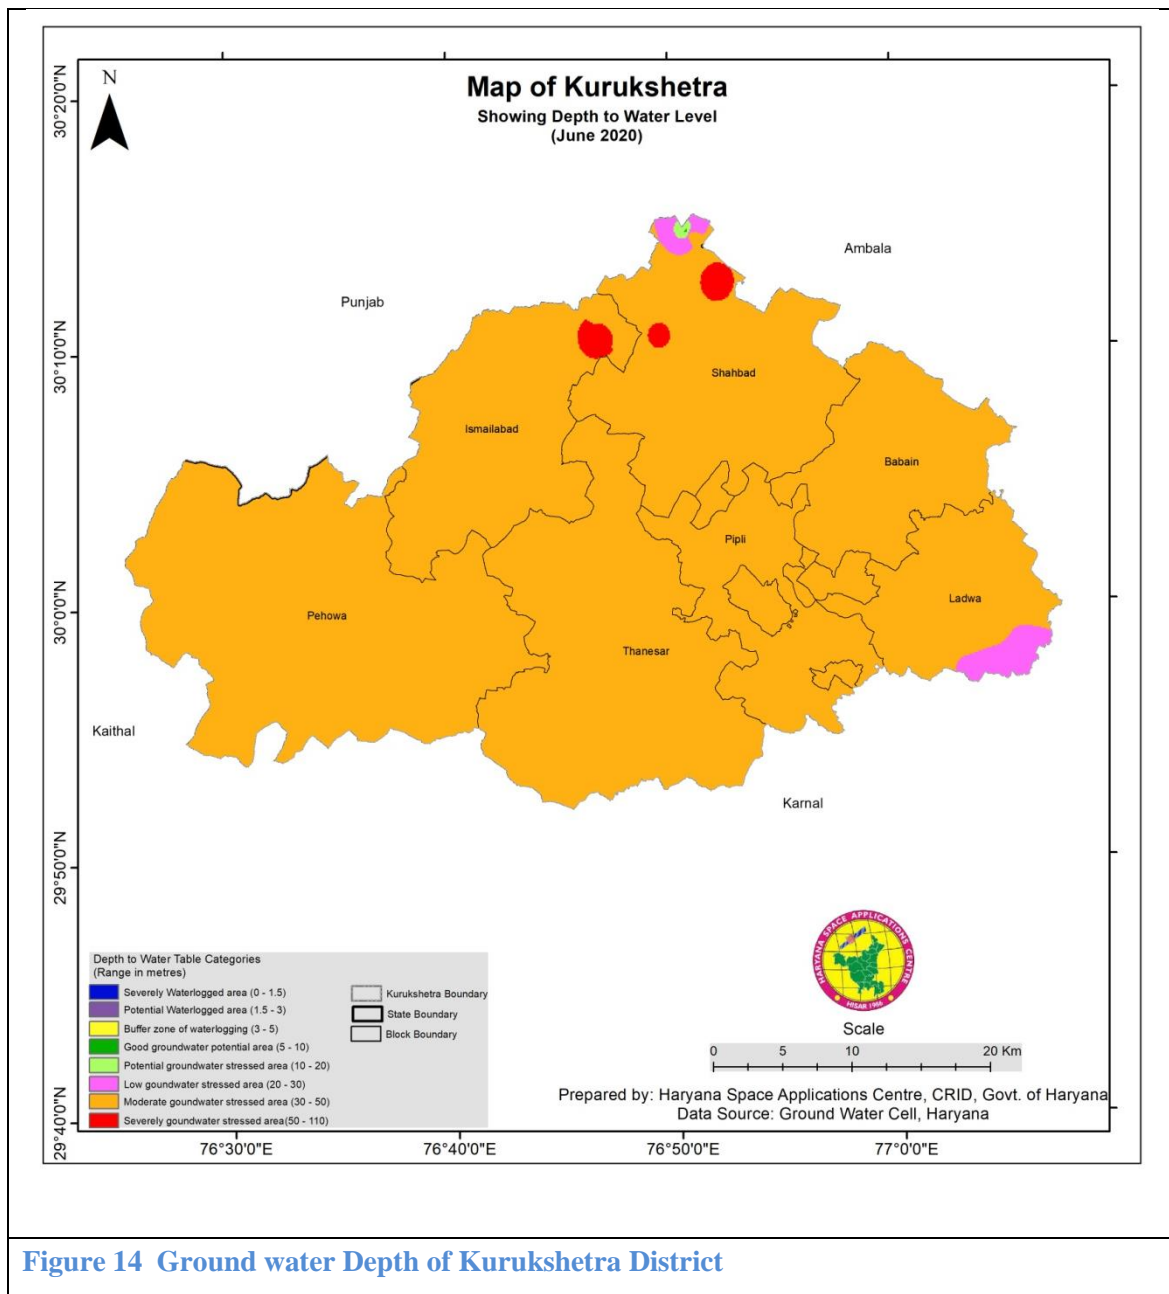 Map of Kurukshetra
Showing Depth to Water Level
(June 2020)
N
30°20'0"N
30°10'0"N
30°0'0"N
29°50'0"N
29°40'0"N
Ambala
Punjab
Shahbad
Ismailabad
Babain
Pipli
Ladwa
Pehowa
Thanesar
Kaithal
Karnal
Depth to Water Table Categories
(Range in metres)
Severely Waterlogged area (0 - 1.5)
Potential Waterlogged area (1.5 - 3)
Buffer zone of waterlogging (3 - 5)
Good groundwater potential area (5 - 10)
Potential groundwater stressed area (10 - 20)
Low goundwater stressed area (20 - 30)
Moderate goundwater stressed area (30 - 50)
Severely goundwater stressed area(50 - 110)
Kurukshetra Boundary
State Boundary
Block Boundary
HARYANA SPACE APPLICATIONS CENTRE
HISAR 1986
Scale
0 5 10 20 Km
Prepared by: Haryana Space Applications Centre, CRID, Govt. of Haryana
Data Source: Ground Water Cell, Haryana
76°30'0"E 76°40'0"E 76°50'0"E 77°0'0"E
Figure 14 Ground water Depth of Kurukshetra District